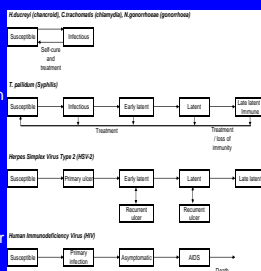 H.ducreyi (chancroid), C.trachomatis (chlamydia), N.gonorrhoeae (gonorrhoea)
Susceptible Infectious
Self-cure
and
treatment
T. pallidum (Syphilis)
Susceptible Infectious Early latent Latent Late latent
Immune
Treatment Treatment
/ loss of
immunity
Herpes Simplex Virus Type 2 (HSV-2)
Susceptible Primary ulcer Early latent Latent Late latent
Recurrent
ulcer
Recurrent
ulcer
Human Immunodeficiency Virus (HIV)
Susceptible Primary
infection Asymptomatic AIDS
Death